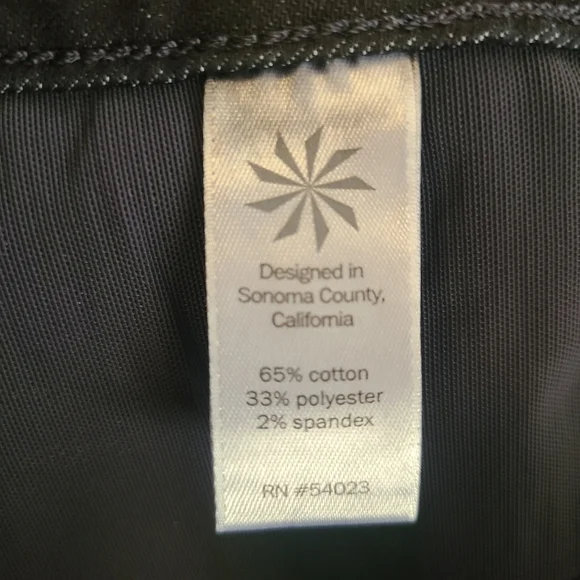 Designed in
Sonoma County,
California
65% cotton
33% polyester
2% spandex
RN #54023